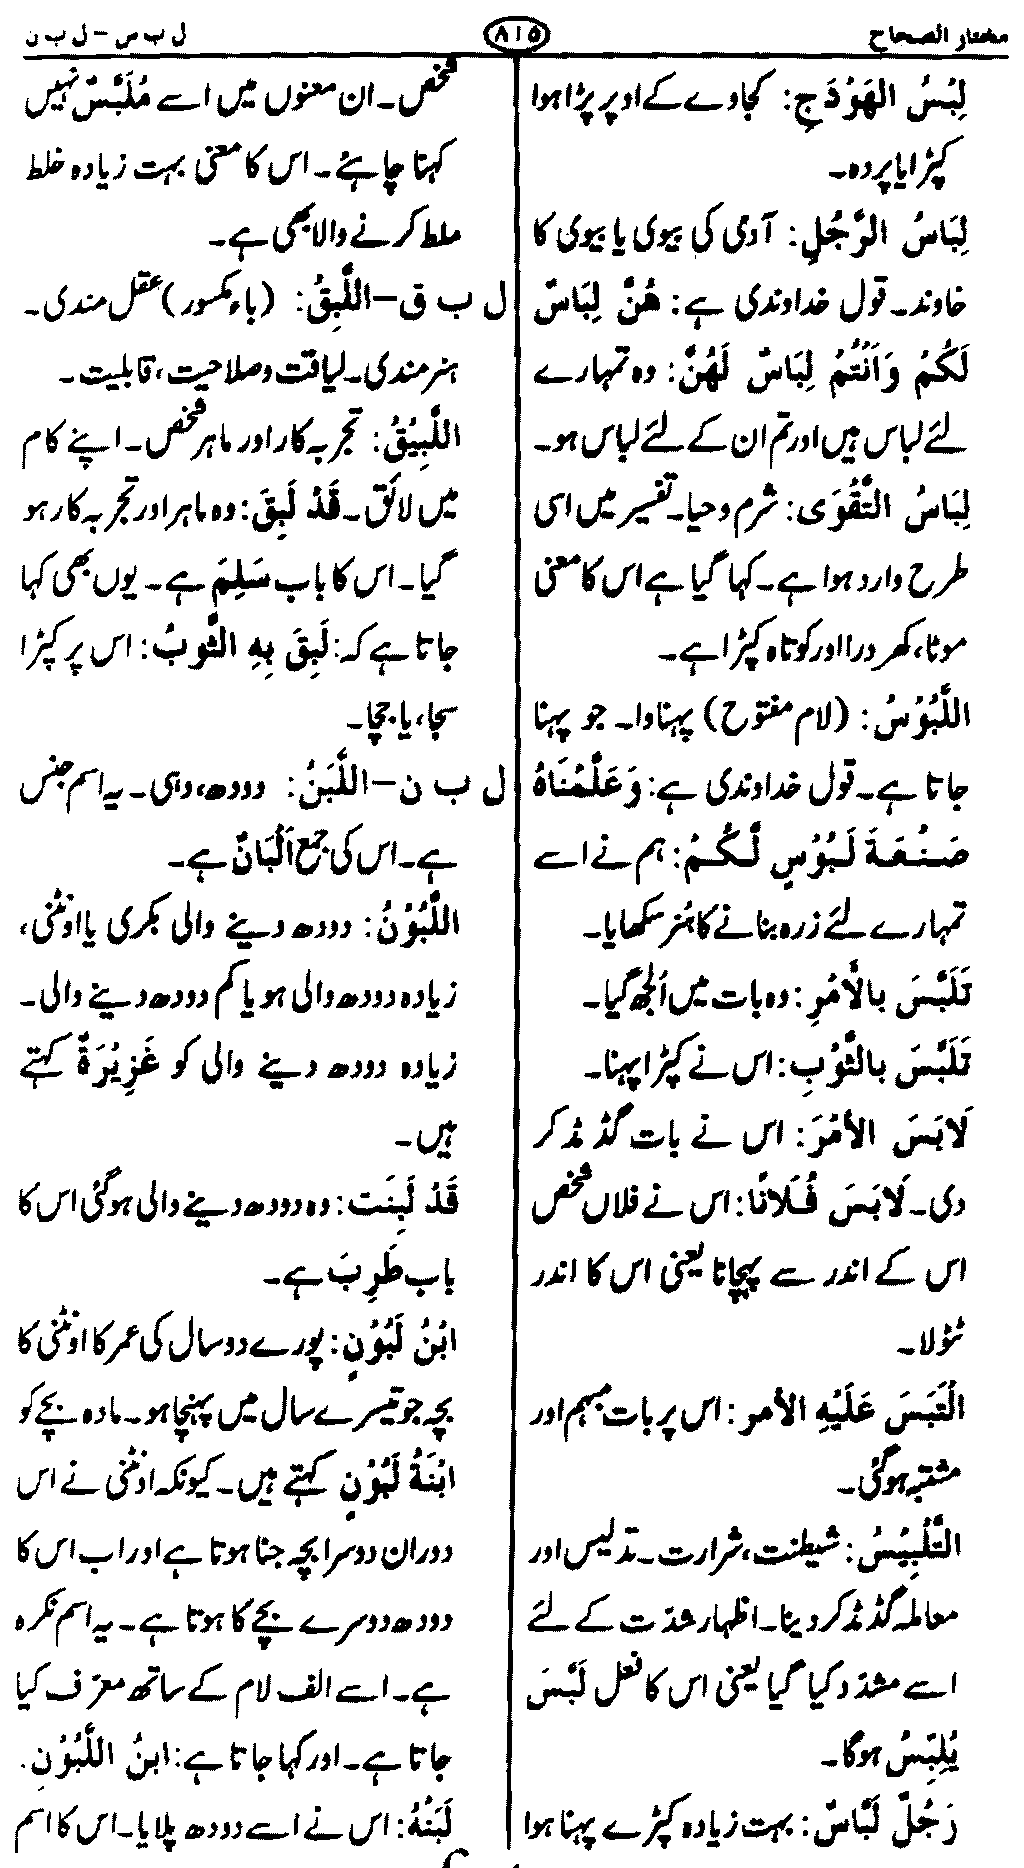 مختار الصحاح
۸۱۵
ل ب س – ل ب ن
لِبْسُ الهَوْدَجِ: کجاوے کے اوپر پڑا ہوا
کپڑا یا پردہ۔
لِبَاسُ الرَّجُلِ: آدمی کی بیوی یا بیوی کا
خاوند۔ قول خداوندی ہے: هُنَّ لِبَاسٌ
لَكُمْ وَاَنْتُمْ لِبَاسٌ لَهُنَّ: وہ تمہارے
لئے لباس ہیں اور تم ان کے لئے لباس ہو۔
لِبَاسُ التَّقْوَى: شرم و حیا۔ تفسیر میں اسی
طرح وارد ہوا ہے۔ کہا گیا ہے اس کا معنی
موٹا، کھردرا اور کوتاہ کپڑا ہے۔
اللَّبُوْسُ: (لام مفتوح) پہناوا۔ جو پہنا
جاتا ہے۔ قول خداوندی ہے: وَعَلَّمْنَاهُ
صَنْعَةَ لَبُوْسٍ لَّكُمْ: ہم نے اسے
تمہارے لئے زرہ بنانے کا ہنر سکھایا۔
تَلَبَّسَ بالْأَمْرِ: وہ بات میں اُلجھ گیا۔
تَلَبَّسَ بالثَّوْبِ: اس نے کپڑا پہنا۔
لَابَسَ الأمْرَ: اس نے بات گڈ مڈ کر
دی۔ لَابَسَ فُلَانًا: اس نے فلاں شخص
اس کے اندر سے پہچانا یعنی اس کا اندر
ٹٹولا۔
الْتَبَسَ عَلَيْهِ الأمر: اس پر بات مبہم اور
مشتبہ ہوگئی۔
التَّلْبِيْسُ: شیطنت، شرارت۔ تدلیس اور
معاملہ گڈ مڈ کر دینا۔ اظہار شدّت کے لئے
اسے مشدّد کیا گیا یعنی اس کا فعل لَبَّسَ
يُلَبِّسُ ہوگا۔
رَجُلٌ لَبَّاسٌ: بہت زیادہ کپڑے پہنا ہوا
شخص۔ ان معنوں میں اسے مُلَبَّسٌ نہیں
کہنا چاہئے۔ اس کا معنی بہت زیادہ خلط
ملط کرنے والا بھی ہے۔
ل ب ق – اللَّبِقُ: (باء مکسور) عقل مندی۔
ہنرمندی۔ لیاقت و صلاحیت، قابلیت۔
اللَّبِيْقُ: تجربہ کار اور ماہر شخص۔ اپنے کام
میں لائق۔ قَدْ لَبِقَ: وہ ماہر اور تجربہ کار ہو
گیا۔ اس کا باب سَلِمَ ہے۔ یوں بھی کہا
جاتا ہے کہ: لَبِقَ بِهِ الثَّوبُ: اس پر کپڑا
سجا، یا جچا۔
ل ب ن – اللَّبَنُ: دودھ، دہی۔ یہ اسم جنس
ہے۔ اس کی جمع اَلْبَانٌ ہے۔
اللَّبُوْنُ: دودھ دینے والی بکری یا اونٹنی،
زیادہ دودھ والی ہو یا کم دودھ دینے والی۔
زیادہ دودھ دینے والی کو غَزِيْرَةٌ کہتے
ہیں۔
قَدْ لَبِنَت: وہ دودھ دینے والی ہوگئی اس کا
باب طَرِبَ ہے۔
ابْنُ لَبُوْنٍ: پورے دو سال کی عمر کا اونٹنی کا
بچہ جو تیسرے سال میں پہنچا ہو۔ مادہ بچے کو
ابْنَةُ لَبُوْنٍ کہتے ہیں۔ کیونکہ اونٹنی نے اس
دوران دوسرا بچہ جنا ہوتا ہے اور اب اس کا
دودھ دوسرے بچے کا ہوتا ہے۔ یہ اسم نکرہ
ہے۔ اسے الف لام کے ساتھ معرّف کیا
جاتا ہے۔ اور کہا جاتا ہے: ابنُ اللَّبُوْنِ.
لَبَنَهُ: اس نے اسے دودھ پلایا۔ اس کا اسم